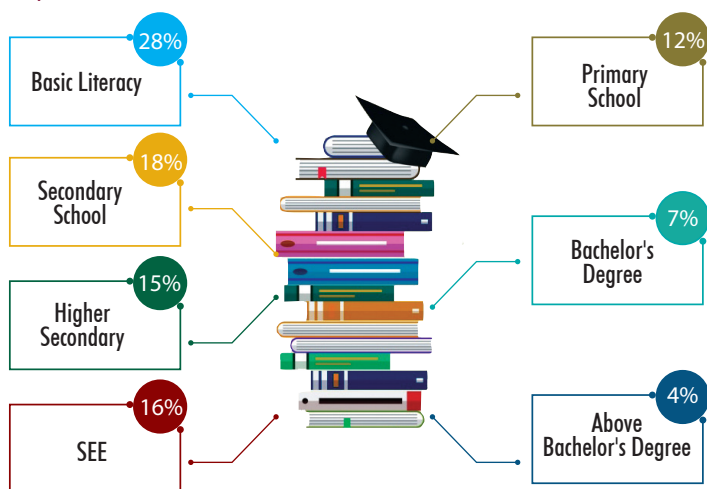 28%
Basic Literacy
18%
Secondary
School
15%
Higher
Secondary
16%
SEE
12%
Primary
School
7%
Bachelor's
Degree
4%
Above
Bachelor's Degree